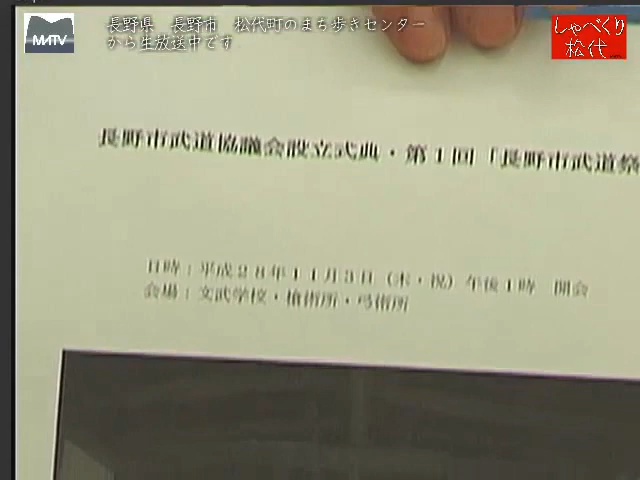 MATV
長野県 長野市 松代町のまち歩きセンター
から生放送中です
しゃべくり
松代
長野市武道協議会設立式典・第１回「長野市武道祭
日時：平成２８年１１月３日（木・祝）午後１時 開会
会場：文武学校・槍術所・弓術所